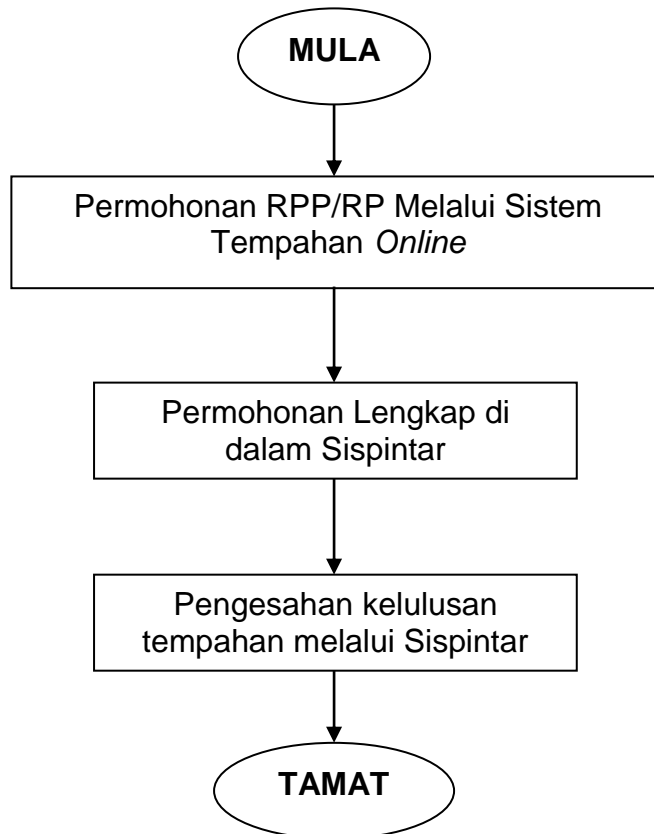 MULA
Permohonan RPP/RP Melalui Sistem
Tempahan Online
Permohonan Lengkap di
dalam Sispintar
Pengesahan kelulusan
tempahan melalui Sispintar
TAMAT